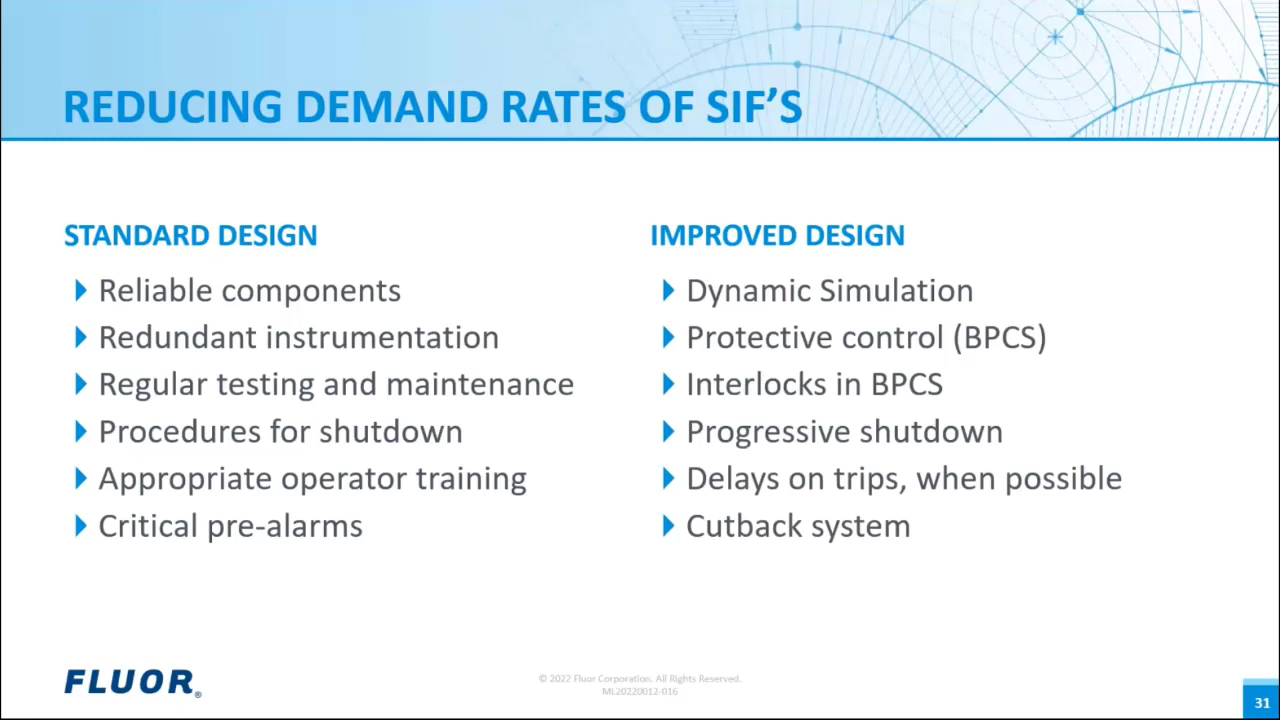 REDUCING DEMAND RATES OF SIF'S
STANDARD DESIGN
Reliable components
Redundant instrumentation
Regular testing and maintenance
Procedures for shutdown
Appropriate operator training
Critical pre-alarms
IMPROVED DESIGN
Dynamic Simulation
Protective control (BPCS)
Interlocks in BPCS
Progressive shutdown
Delays on trips, when possible
Cutback system
FLUOR®
© 2022 Fluor Corporation. All Rights Reserved.
ML20220012-016
31